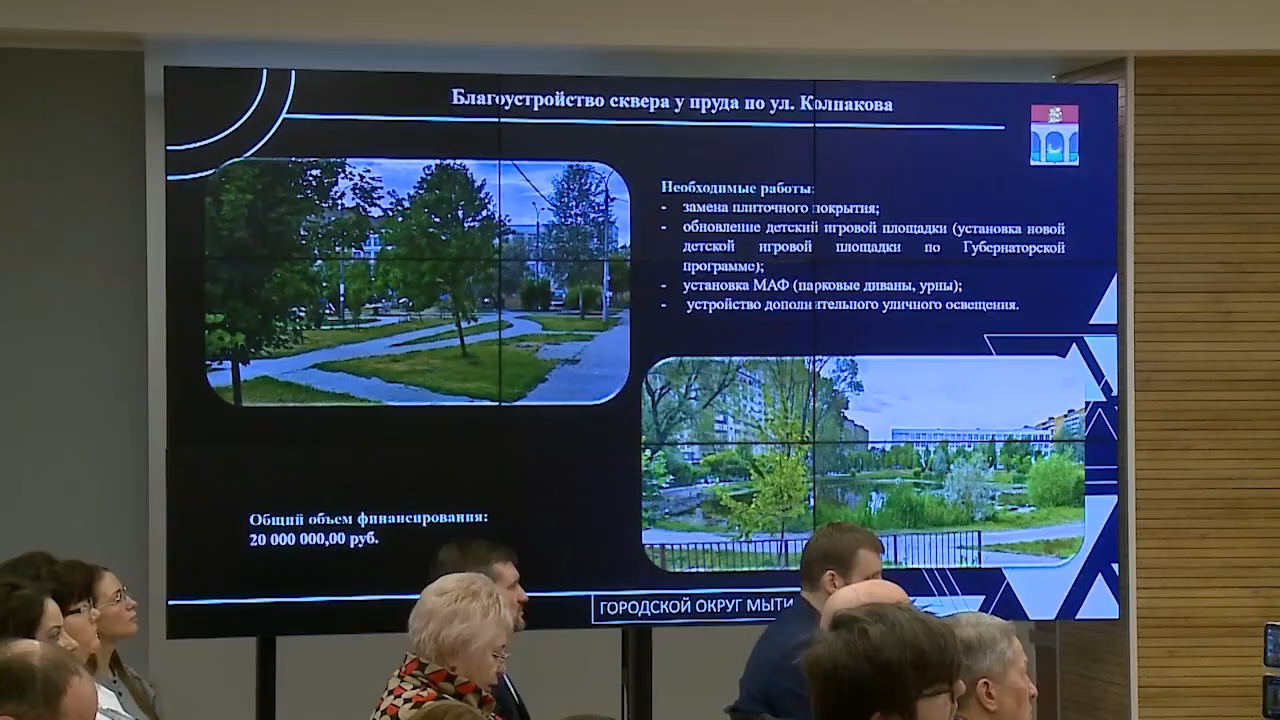 Благоустройство сквера у пруда по ул. Колпакова
Необходимые работы:
- замена плиточного покрытия;
- обновление детский игровой площадки (установка новой
детской игровой площадки по Губернаторской
программе);
- установка МАФ (парковые диваны, урны);
- устройство дополнительного уличного освещения.
Общий объем финансирования:
20 000 000,00 руб.
ГОРОДСКОЙ ОКРУГ МЫТИ